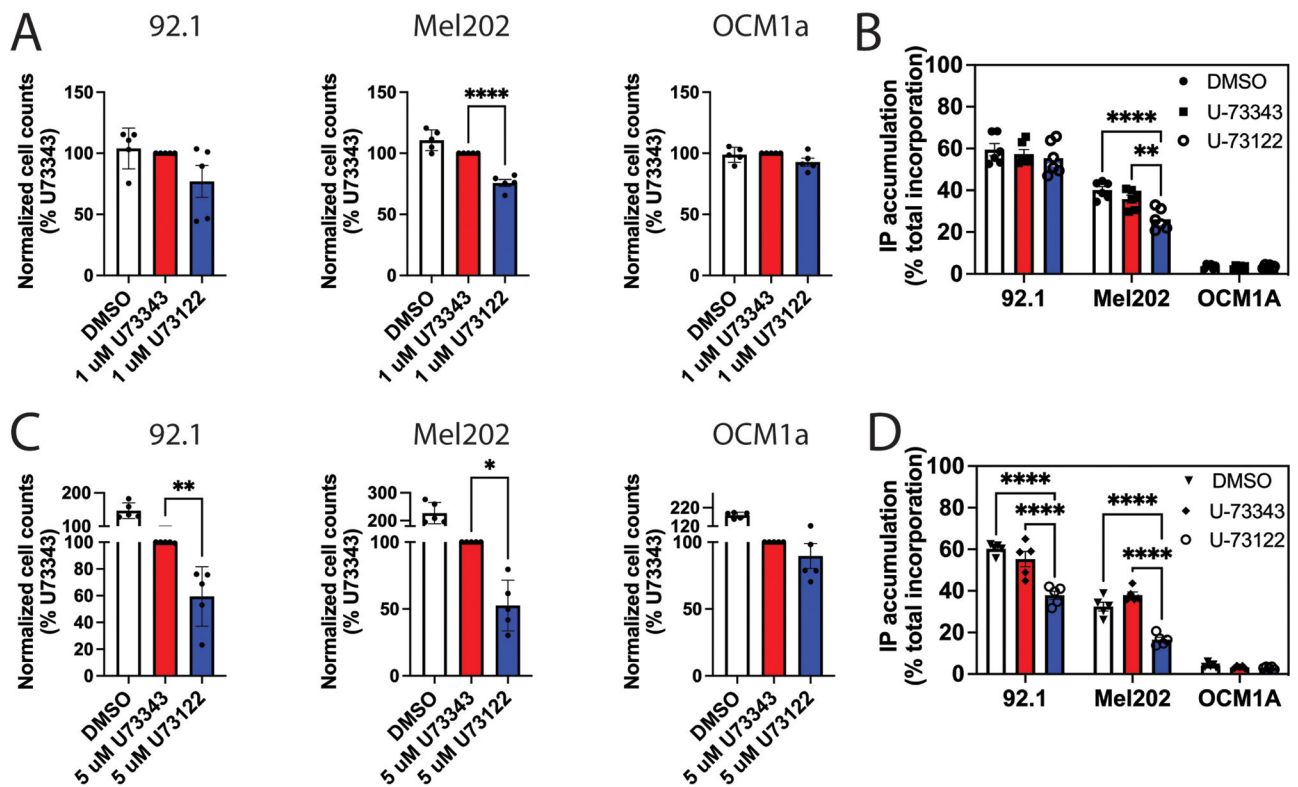 A
92.1
Mel202
OCM1a
Normalized cell counts
(% U73343)
150
100
50
0
DMSO
1 uM U73343
1 uM U73122
Normalized cell counts
(% U73343)
150
100
50
0
****
DMSO
1 uM U73343
1 uM U73122
Normalized cell counts
(% U73343)
150
100
50
0
DMSO
1 uM U73343
1 uM U73122
B
IP accumulation
(% total incorporation)
100
80
60
40
20
0
DMSO
U-73343
U-73122
****
**
92.1
Mel202
OCM1A
C
92.1
Mel202
OCM1a
Normalized cell counts
(% U73343)
200
150
100
100
80
60
40
20
0
**
DMSO
5 uM U73343
5 uM U73122
Normalized cell counts
(% U73343)
300
200
100
100
50
0
*
DMSO
5 uM U73343
5 uM U73122
Normalized cell counts
(% U73343)
220
120
100
50
0
DMSO
5 uM U73343
5 uM U73122
D
IP accumulation
(% total incorporation)
100
80
60
40
20
0
DMSO
U-73343
U-73122
****
****
****
****
92.1
Mel202
OCM1A